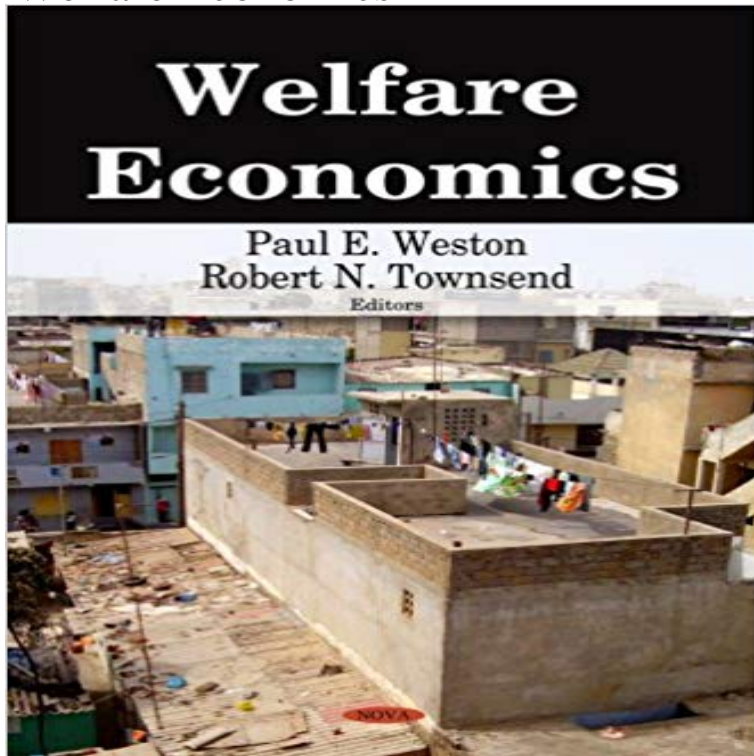 Welfare
Economics
Paul E. Weston
Robert N. Townsend
Editors
NOVA